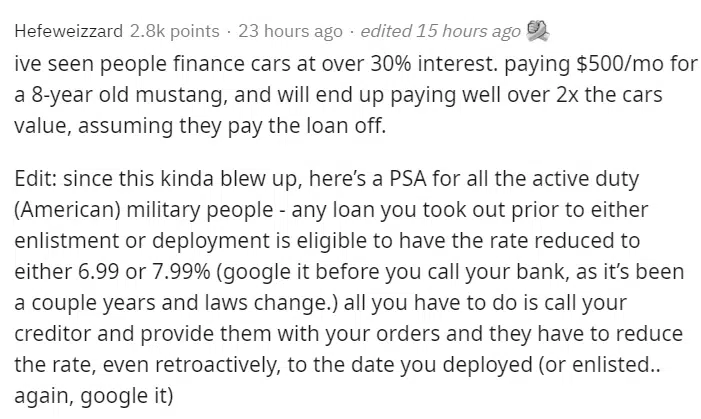 Hefeweizzard 2.8k points · 23 hours ago · edited 15 hours ago
ive seen people finance cars at over 30% interest. paying $500/mo for
a 8-year old mustang, and will end up paying well over 2x the cars
value, assuming they pay the loan off.
Edit: since this kinda blew up, here's a PSA for all the active duty
(American) military people - any loan you took out prior to either
enlistment or deployment is eligible to have the rate reduced to
either 6.99 or 7.99% (google it before you call your bank, as it's been
a couple years and laws change.) all you have to do is call your
creditor and provide them with your orders and they have to reduce
the rate, even retroactively, to the date you deployed (or enlisted..
again, google it)